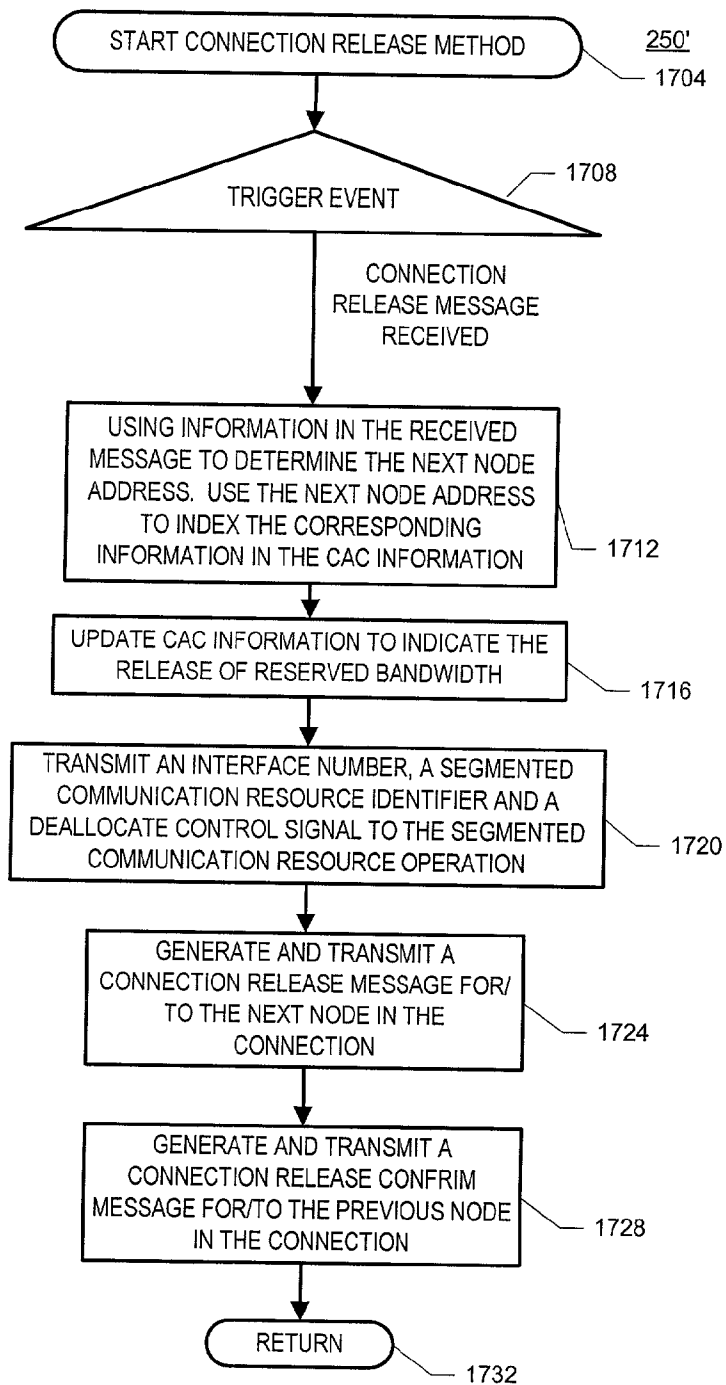 START CONNECTION RELEASE METHOD
250'
1704
TRIGGER EVENT
1708
CONNECTION
RELEASE MESSAGE
RECEIVED
USING INFORMATION IN THE RECEIVED
MESSAGE TO DETERMINE THE NEXT NODE
ADDRESS. USE THE NEXT NODE ADDRESS
TO INDEX THE CORRESPONDING
INFORMATION IN THE CAC INFORMATION
1712
UPDATE CAC INFORMATION TO INDICATE THE
RELEASE OF RESERVED BANDWIDTH
1716
TRANSMIT AN INTERFACE NUMBER, A SEGMENTED
COMMUNICATION RESOURCE IDENTIFIER AND A
DEALLOCATE CONTROL SIGNAL TO THE SEGMENTED
COMMUNICATION RESOURCE OPERATION
1720
GENERATE AND TRANSMIT A
CONNECTION RELEASE MESSAGE FOR/
TO THE NEXT NODE IN THE
CONNECTION
1724
GENERATE AND TRANSMIT A
CONNECTION RELEASE CONFRIM
MESSAGE FOR/TO THE PREVIOUS NODE
IN THE CONNECTION
1728
RETURN
1732